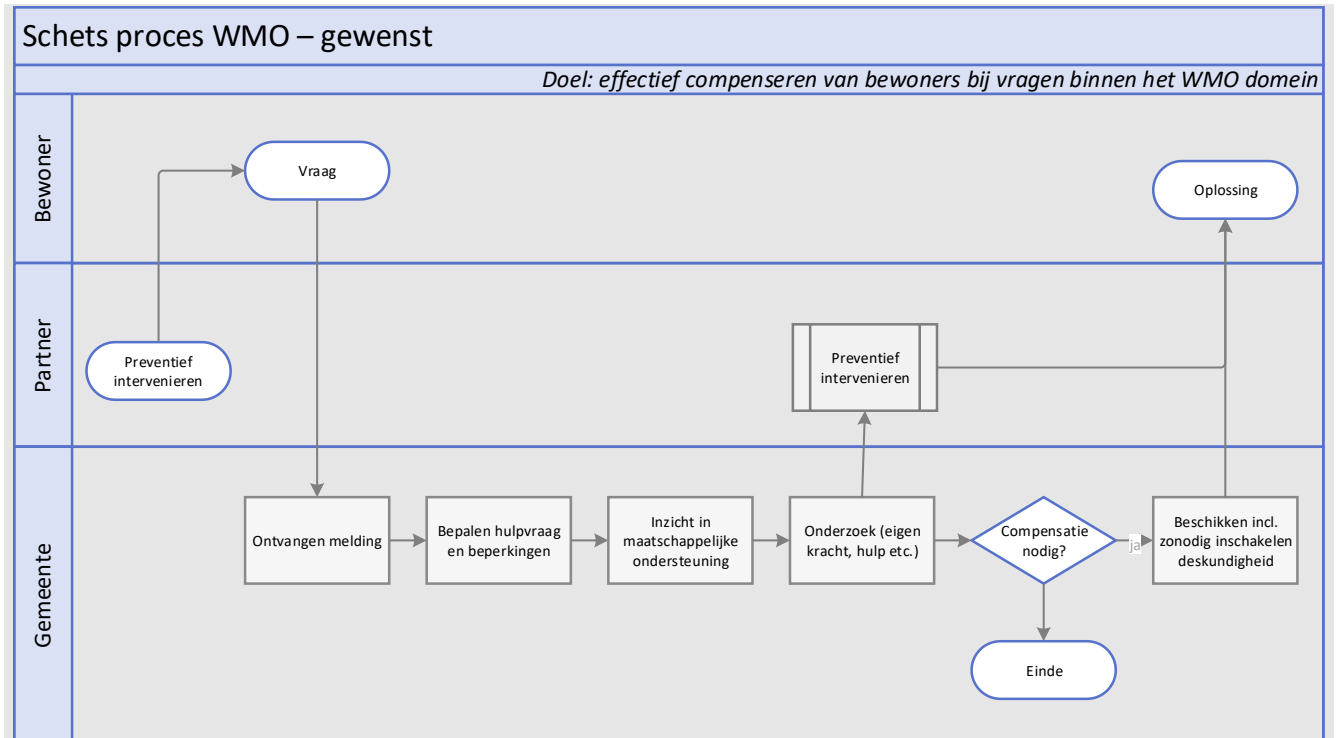 Schets proces WMO – gewenst
Doel: effectief compenseren van bewoners bij vragen binnen het WMO domein
Bewoner
Vraag
Oplossing
Partner
Preventief
intervenieren
Preventief
intervenieren
Gemeente
Ontvangen melding
Bepalen hulpvraag
en beperkingen
Inzicht in
maatschappelijke
ondersteuning
Onderzoek (eigen
kracht, hulp etc.)
Compensatie
nodig?
ja
Beschikken incl.
zonodig inschakelen
deskundigheid
Einde